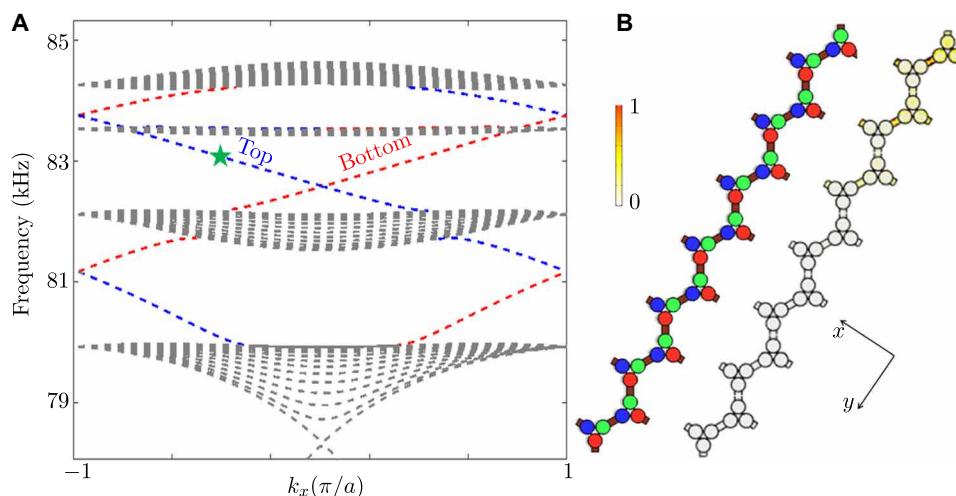 A
B
85
83
81
79
Frequency (kHz)
Top
Bottom
−1
1
k_x(π/a)
1
0
x
y